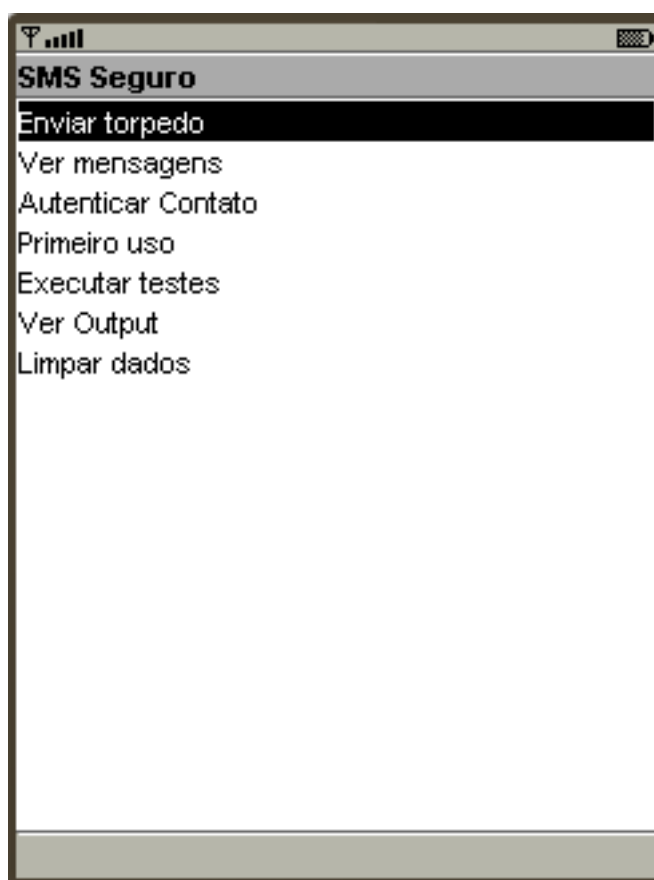 SMS Seguro
Enviar torpedo
Ver mensagens
Autenticar Contato
Primeiro uso
Executar testes
Ver Output
Limpar dados